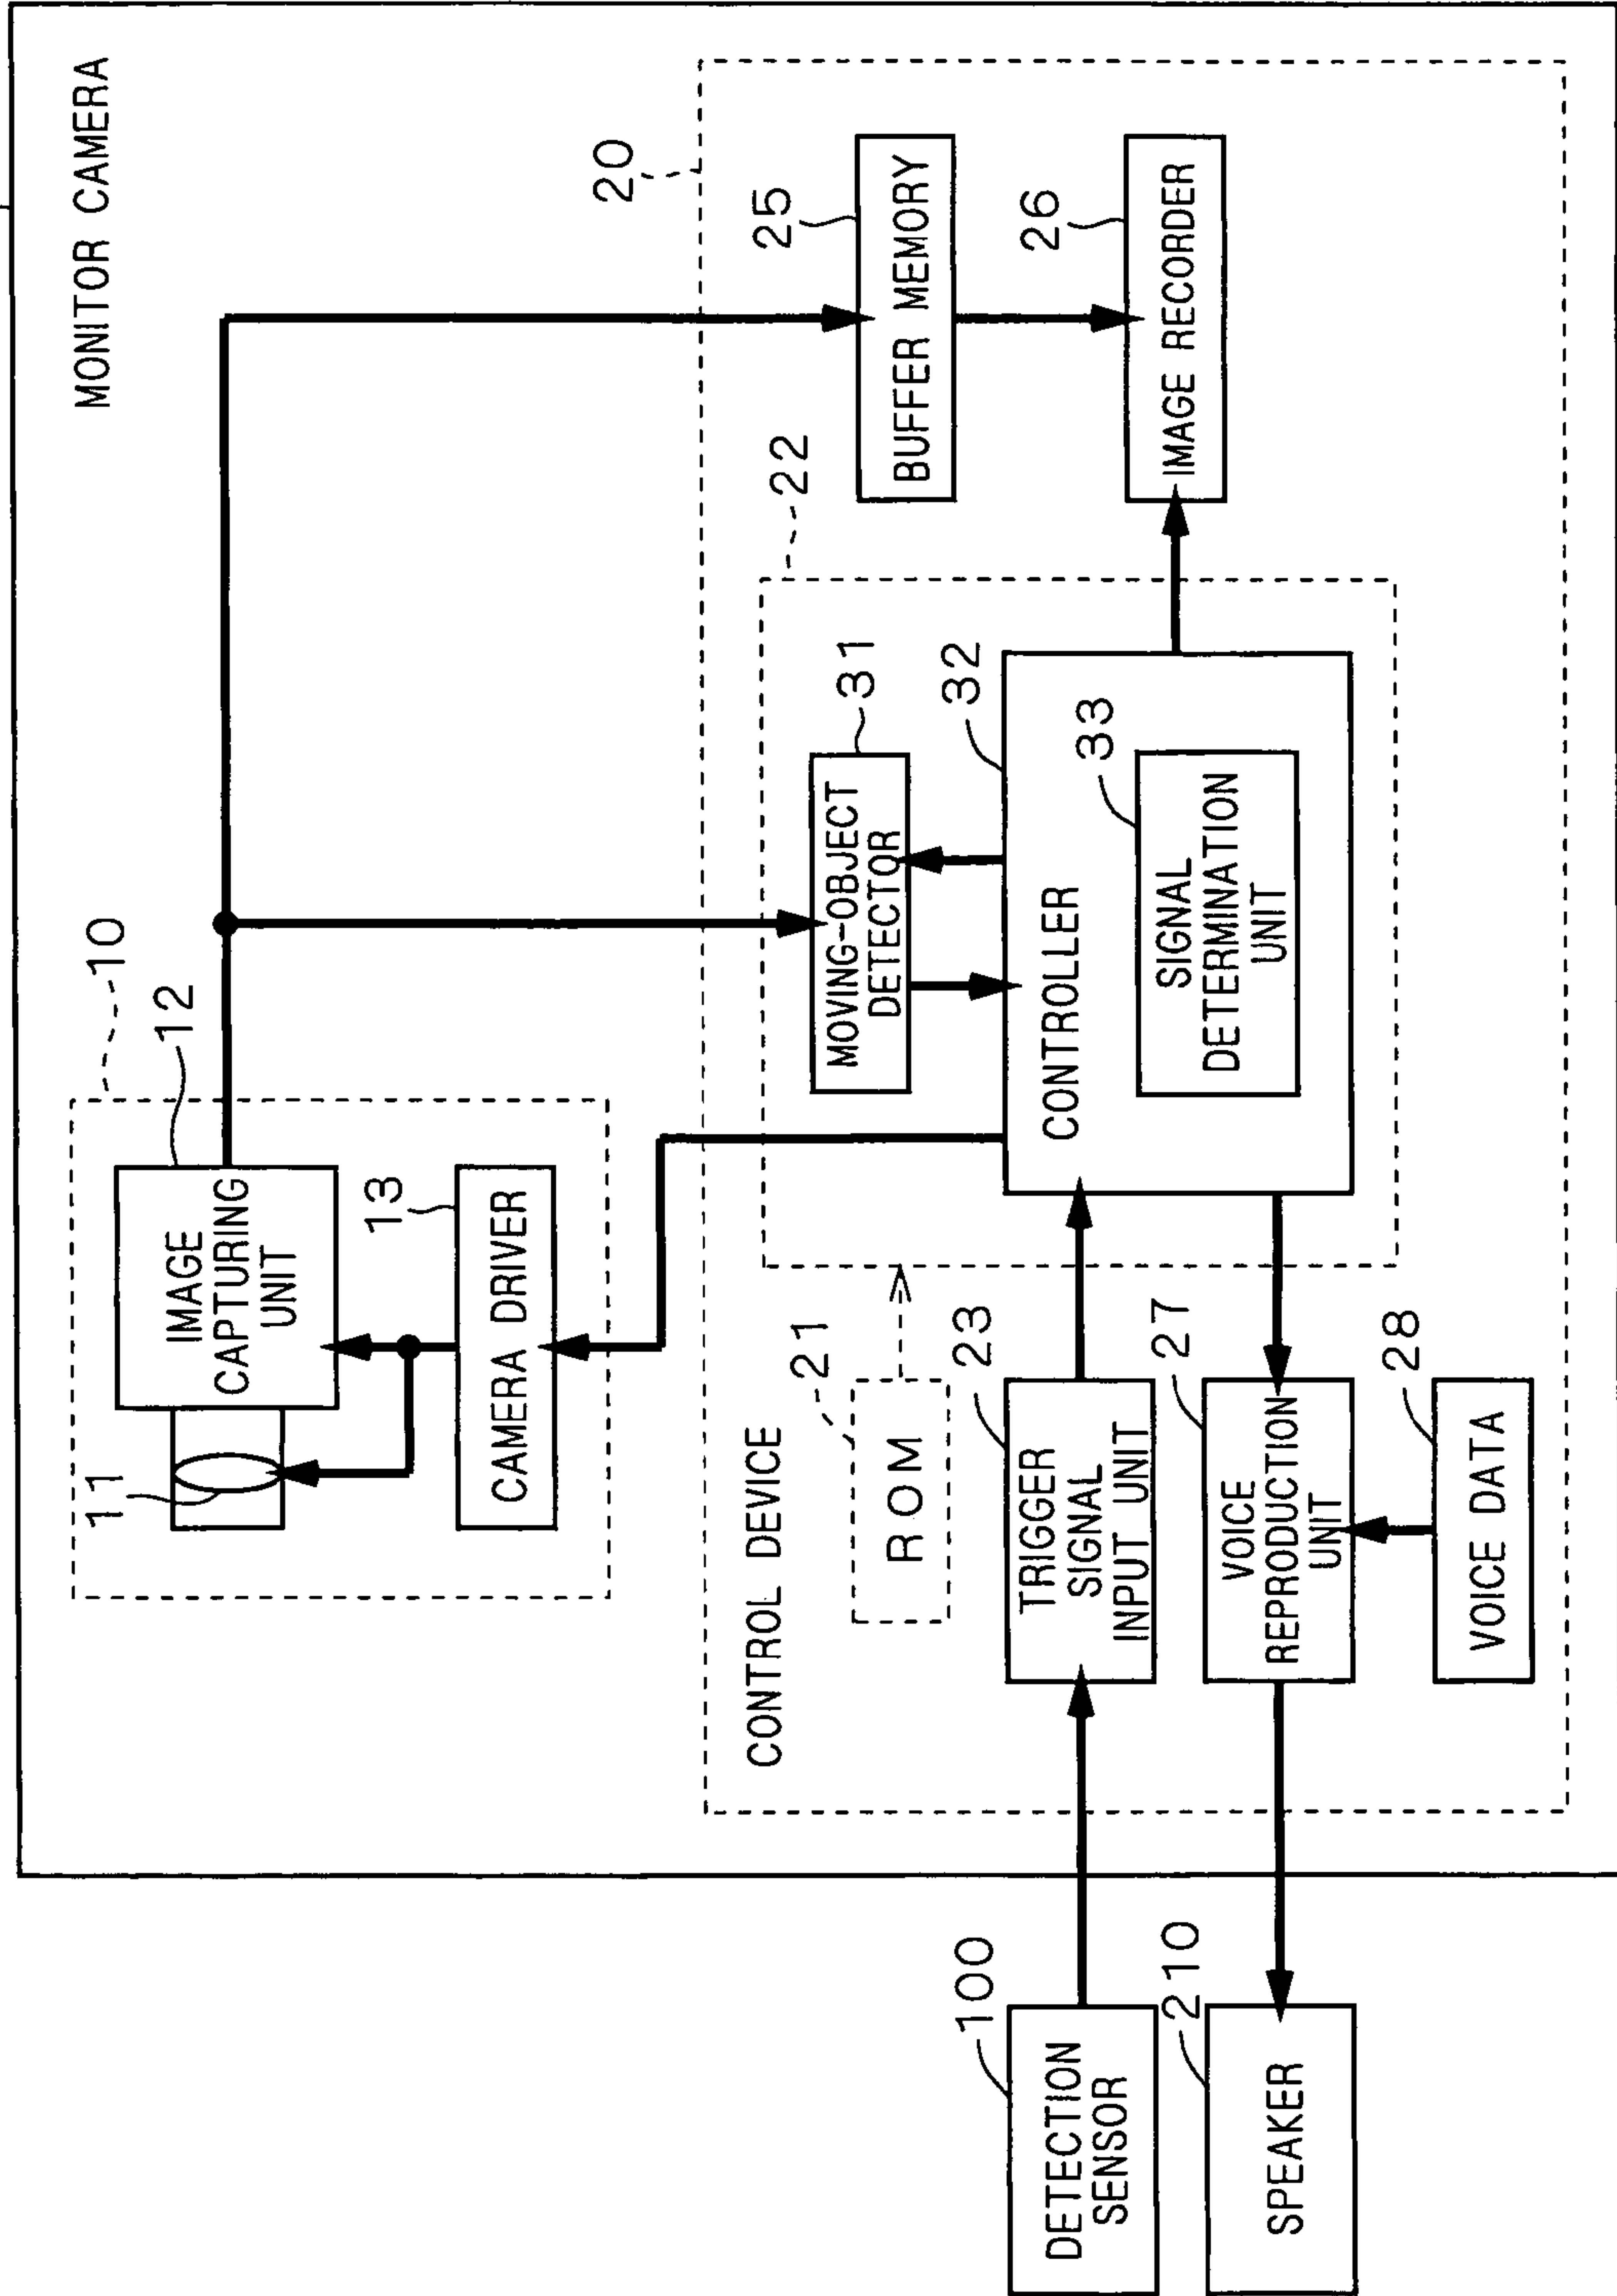 MONITOR CAMERA
10
12
IMAGE
CAPTURING
UNIT
11
13
CAMERA DRIVER
20
CONTROL DEVICE
22
25
BUFFER MEMORY
26
IMAGE RECORDER
21
ROM
31
MOVING-OBJECT
DETECTOR
32
CONTROLLER
33
SIGNAL
DETERMINATION
UNIT
100
DETECTION
SENSOR
23
TRIGGER
SIGNAL
INPUT UNIT
210
SPEAKER
27
VOICE
REPRODUCTION
UNIT
28
VOICE DATA